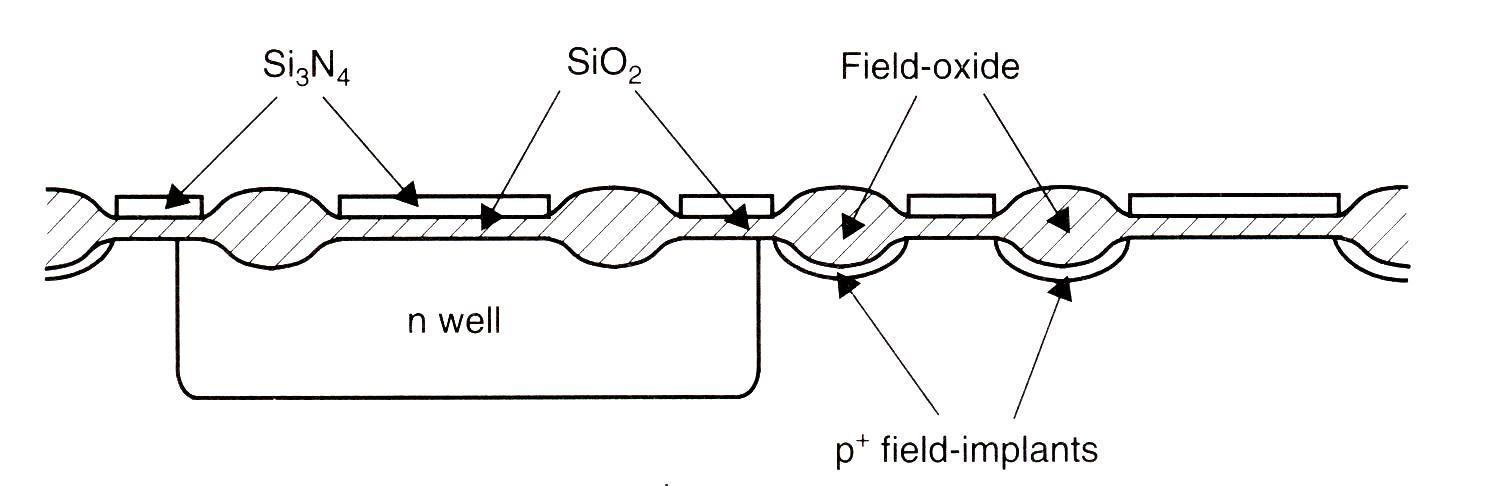 Si₃N₄
SiO₂
Field-oxide
n well
p⁺ field-implants